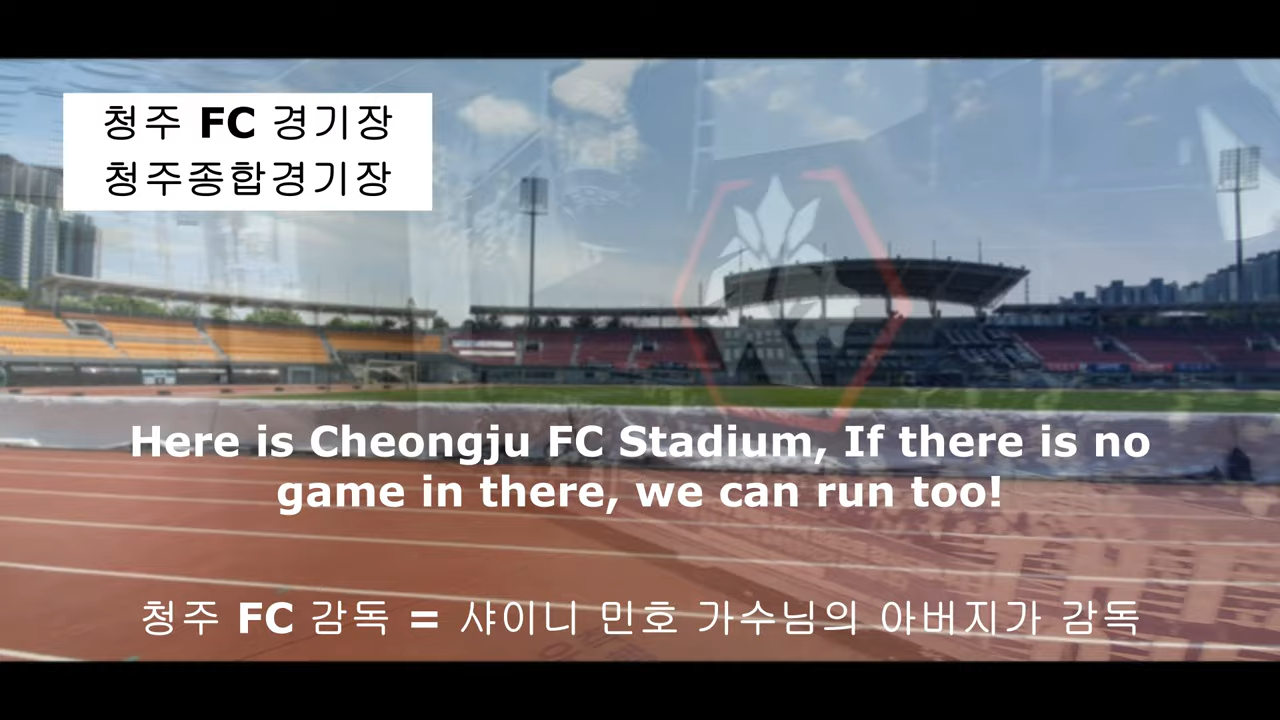 청주 FC 경기장
청주종합경기장
Here is Cheongju FC Stadium, If there is no
game in there, we can run too!
청주 FC 감독 = 샤이니 민호 가수님의 아버지가 감독